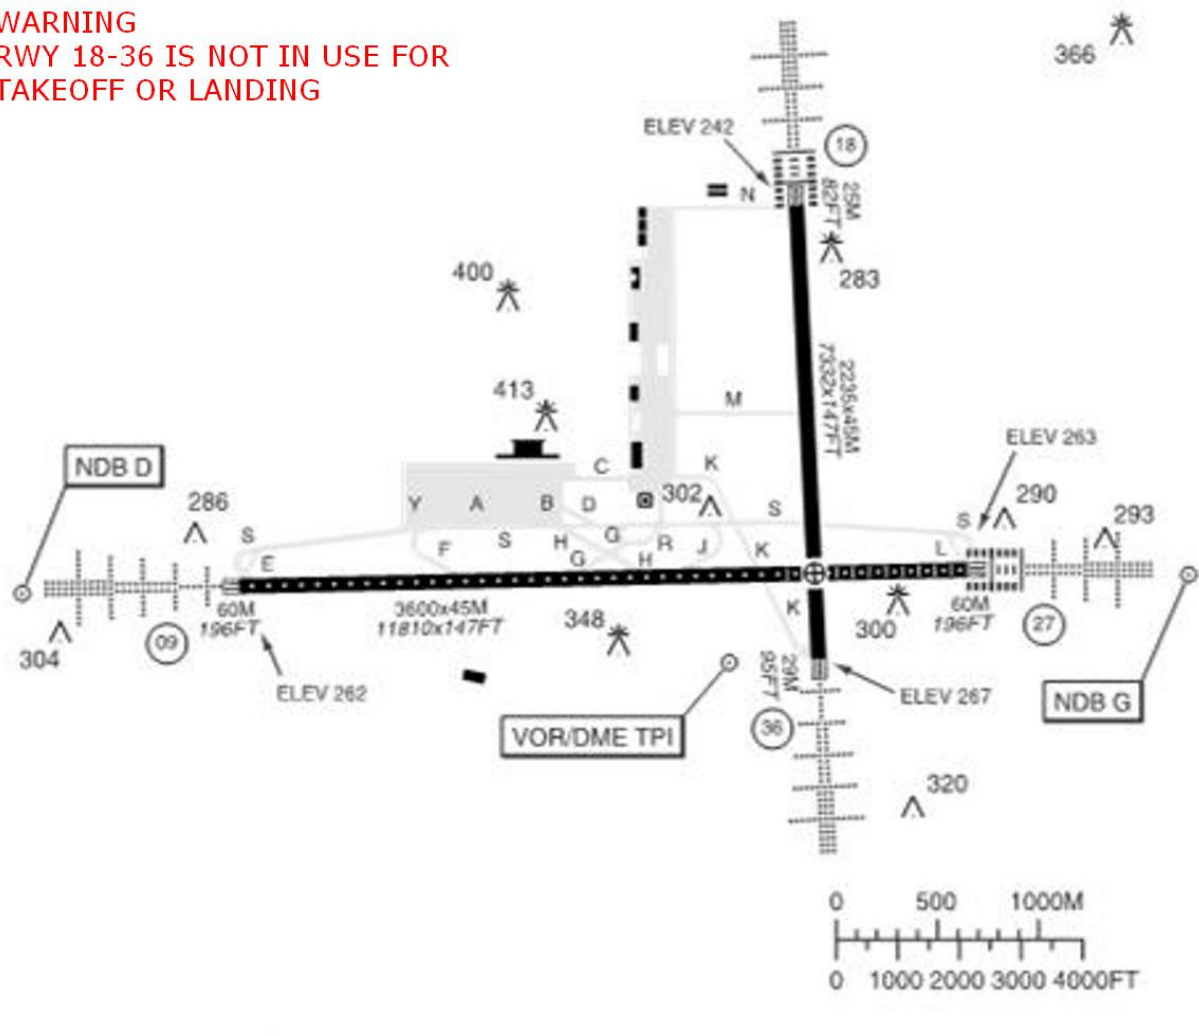 WARNING
RWY 18-36 IS NOT IN USE FOR
TAKEOFF OR LANDING
366
ELEV 242
18
N
25M
82FT
283
400
2235x45M
7332x147FT
413
M
ELEV 263
NDB D
C
K
286
Y
A
B
D
302
S
290
293
S
E
F
S
H
G
G
H
R
J
K
L
S
60M
196FT
3600x45M
11810x147FT
348
K
300
60M
196FT
27
304
09
ELEV 262
29M
95FT
ELEV 267
NDB G
VOR/DME TPI
36
320
0 500 1000M
0 1000 2000 3000 4000FT